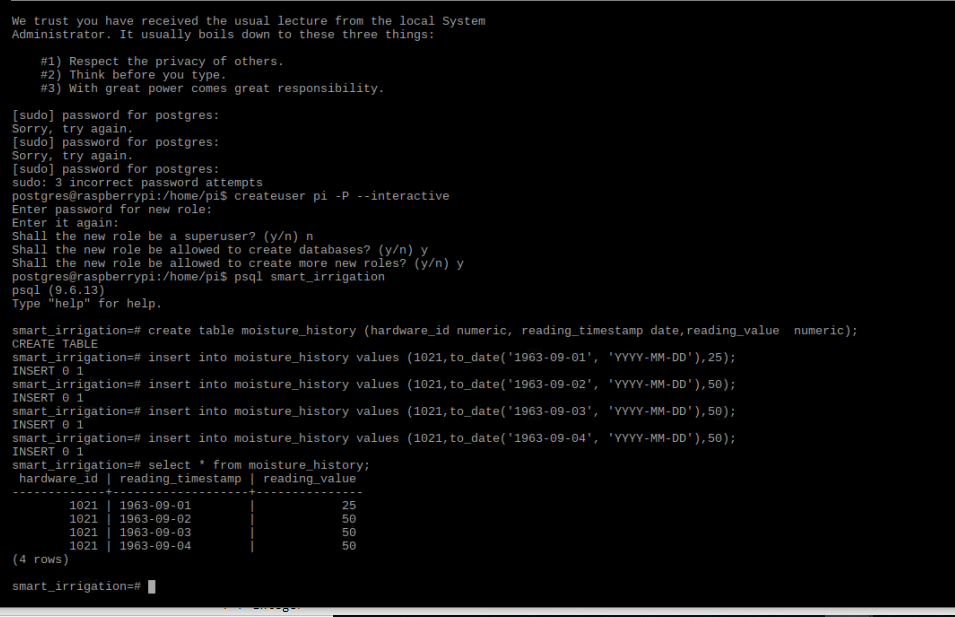 We trust you have received the usual lecture from the local System
Administrator. It usually boils down to these three things:
    #1) Respect the privacy of others.
    #2) Think before you type.
    #3) With great power comes great responsibility.
[sudo] password for postgres:
Sorry, try again.
[sudo] password for postgres:
Sorry, try again.
[sudo] password for postgres:
sudo: 3 incorrect password attempts
postgres@raspberrypi:/home/pi$ createuser pi -P --interactive
Enter password for new role:
Enter it again:
Shall the new role be a superuser? (y/n) n
Shall the new role be allowed to create databases? (y/n) y
Shall the new role be allowed to create more new roles? (y/n) y
postgres@raspberrypi:/home/pi$ psql smart_irrigation
psql (9.6.13)
Type "help" for help.
smart_irrigation=# create table moisture_history (hardware_id numeric, reading_timestamp date,reading_value  numeric);
CREATE TABLE
smart_irrigation=# insert into moisture_history values (1021,to_date('1963-09-01', 'YYYY-MM-DD'),25);
INSERT 0 1
smart_irrigation=# insert into moisture_history values (1021,to_date('1963-09-02', 'YYYY-MM-DD'),50);
INSERT 0 1
smart_irrigation=# insert into moisture_history values (1021,to_date('1963-09-03', 'YYYY-MM-DD'),50);
INSERT 0 1
smart_irrigation=# insert into moisture_history values (1021,to_date('1963-09-04', 'YYYY-MM-DD'),50);
INSERT 0 1
smart_irrigation=# select * from moisture_history;
 hardware_id | reading_timestamp | reading_value
-------------+-------------------+---------------
        1021 | 1963-09-01        |            25
        1021 | 1963-09-02        |            50
        1021 | 1963-09-03        |            50
        1021 | 1963-09-04        |            50
(4 rows)
smart_irrigation=#